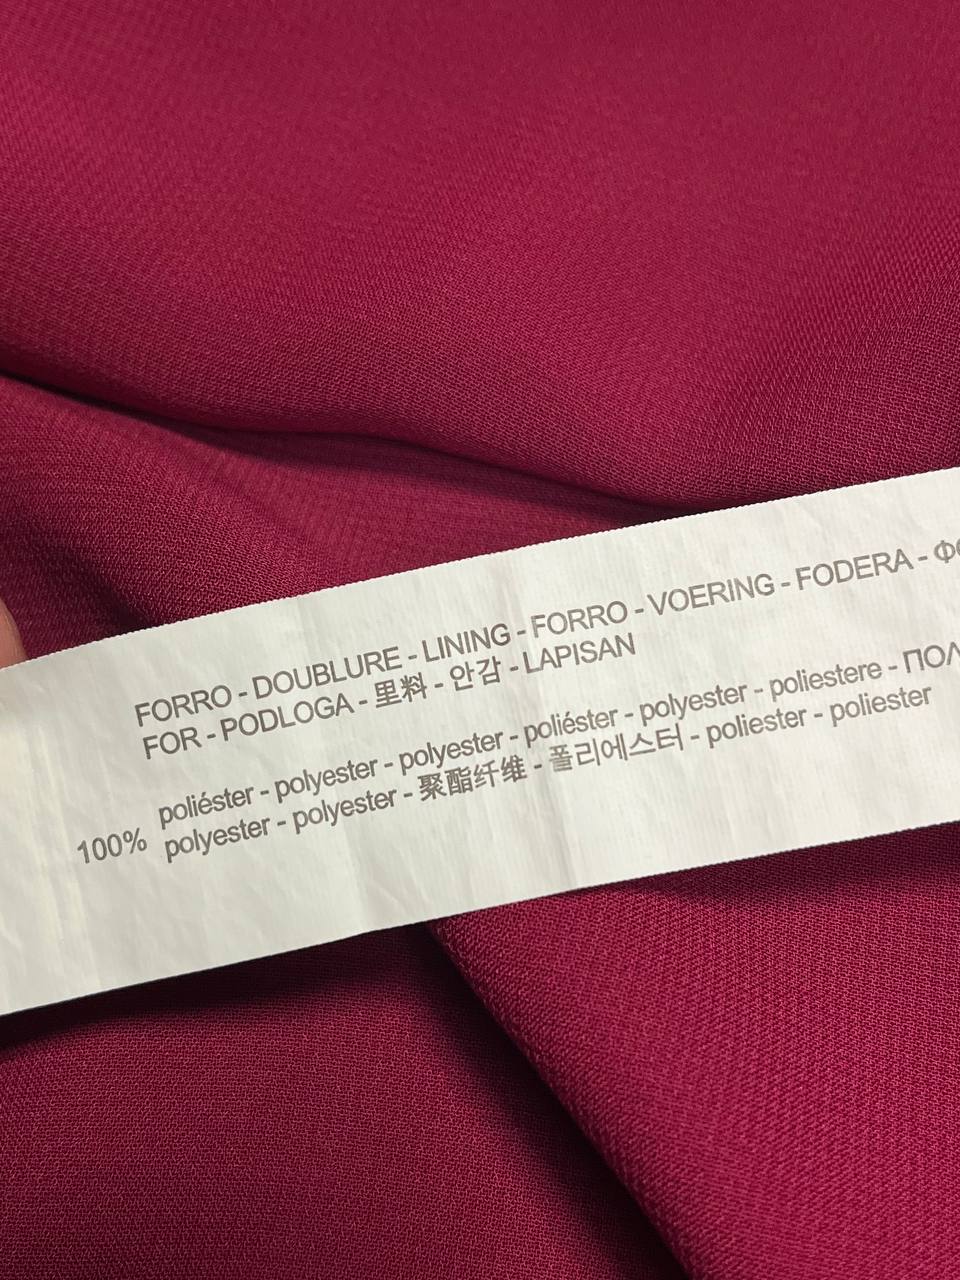 FORRO - DOUBLURE - LINING - FORRO - VOERING - FODERA -
FOR - PODLOGA - 里料 - 안감 - LAPISAN
poliéster - polyester - polyester - poliéster - polyester - poliestere -
100% polyester - polyester - 聚酯纤维 - 폴리에스터 - poliester - poliester